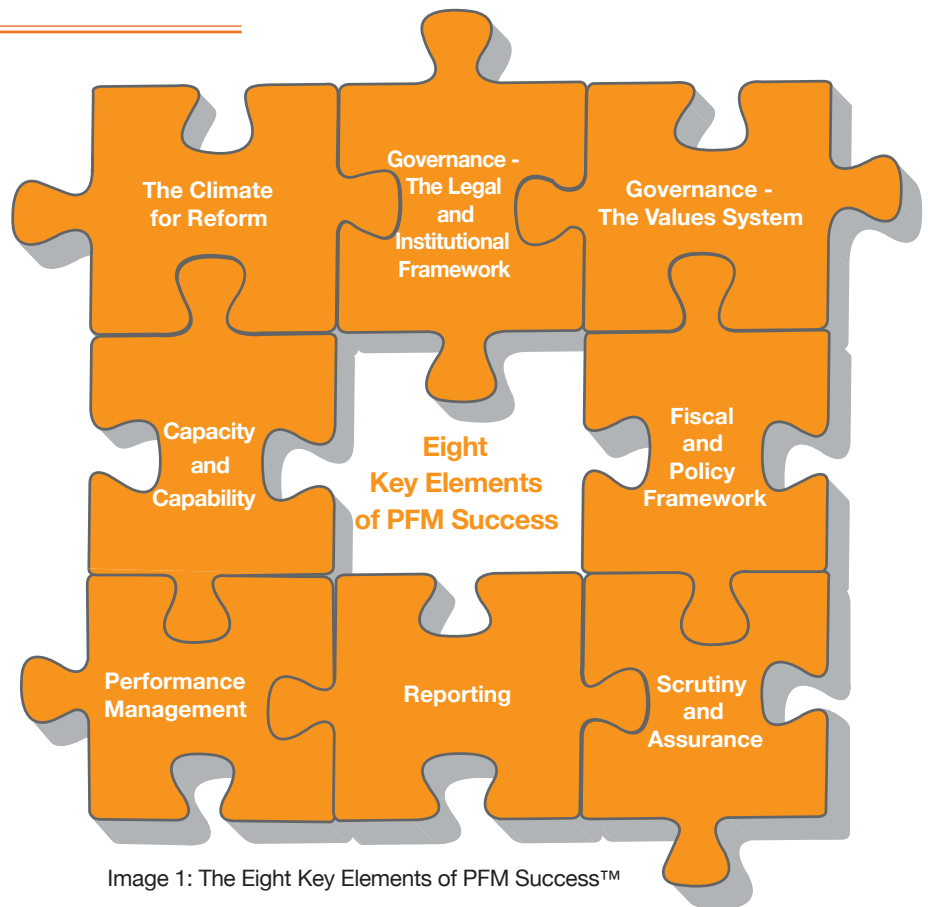 The Climate
for Reform
Governance -
The Legal
and
Institutional
Framework
Governance -
The Values System
Capacity
and
Capability
Eight
Key Elements
of PFM Success
Fiscal
and
Policy
Framework
Performance
Management
Reporting
Scrutiny
and
Assurance
Image 1: The Eight Key Elements of PFM Success™